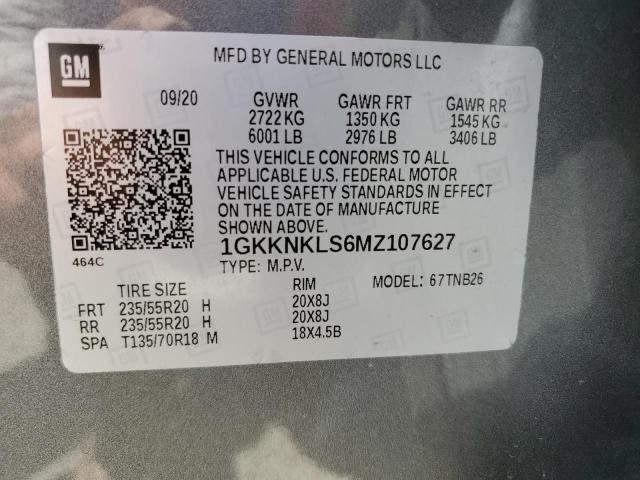 GM
MFD BY GENERAL MOTORS LLC
09/20 GVWR GAWR FRT GAWR RR
2722 KG 1350 KG 1545 KG
6001 LB 2976 LB 3406 LB
THIS VEHICLE CONFORMS TO ALL
APPLICABLE U.S. FEDERAL MOTOR
VEHICLE SAFETY STANDARDS IN EFFECT
ON THE DATE OF MANUFACTURE
SHOWN ABOVE.
464C
1GKKNKLS6MZ107627
TYPE: M.P.V. MODEL: 67TNB26
TIRE SIZE RIM
FRT 235/55R20 H 20X8J
RR 235/55R20 H 20X8J
SPA T135/70R18 M 18X4.5B